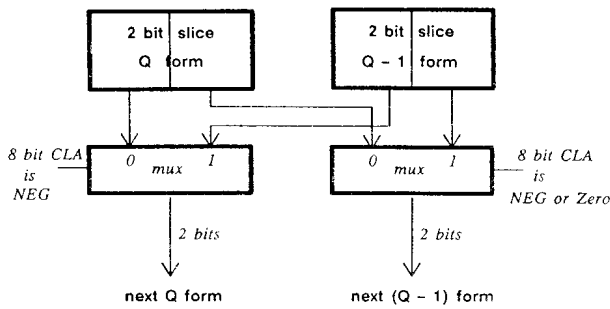 2 bit slice
Q form
2 bit slice
Q - 1 form
8 bit CLA
is
NEG
0 1
mux
0 1
mux
8 bit CLA
is
NEG or Zero
2 bits
2 bits
next Q form
next (Q - 1) form